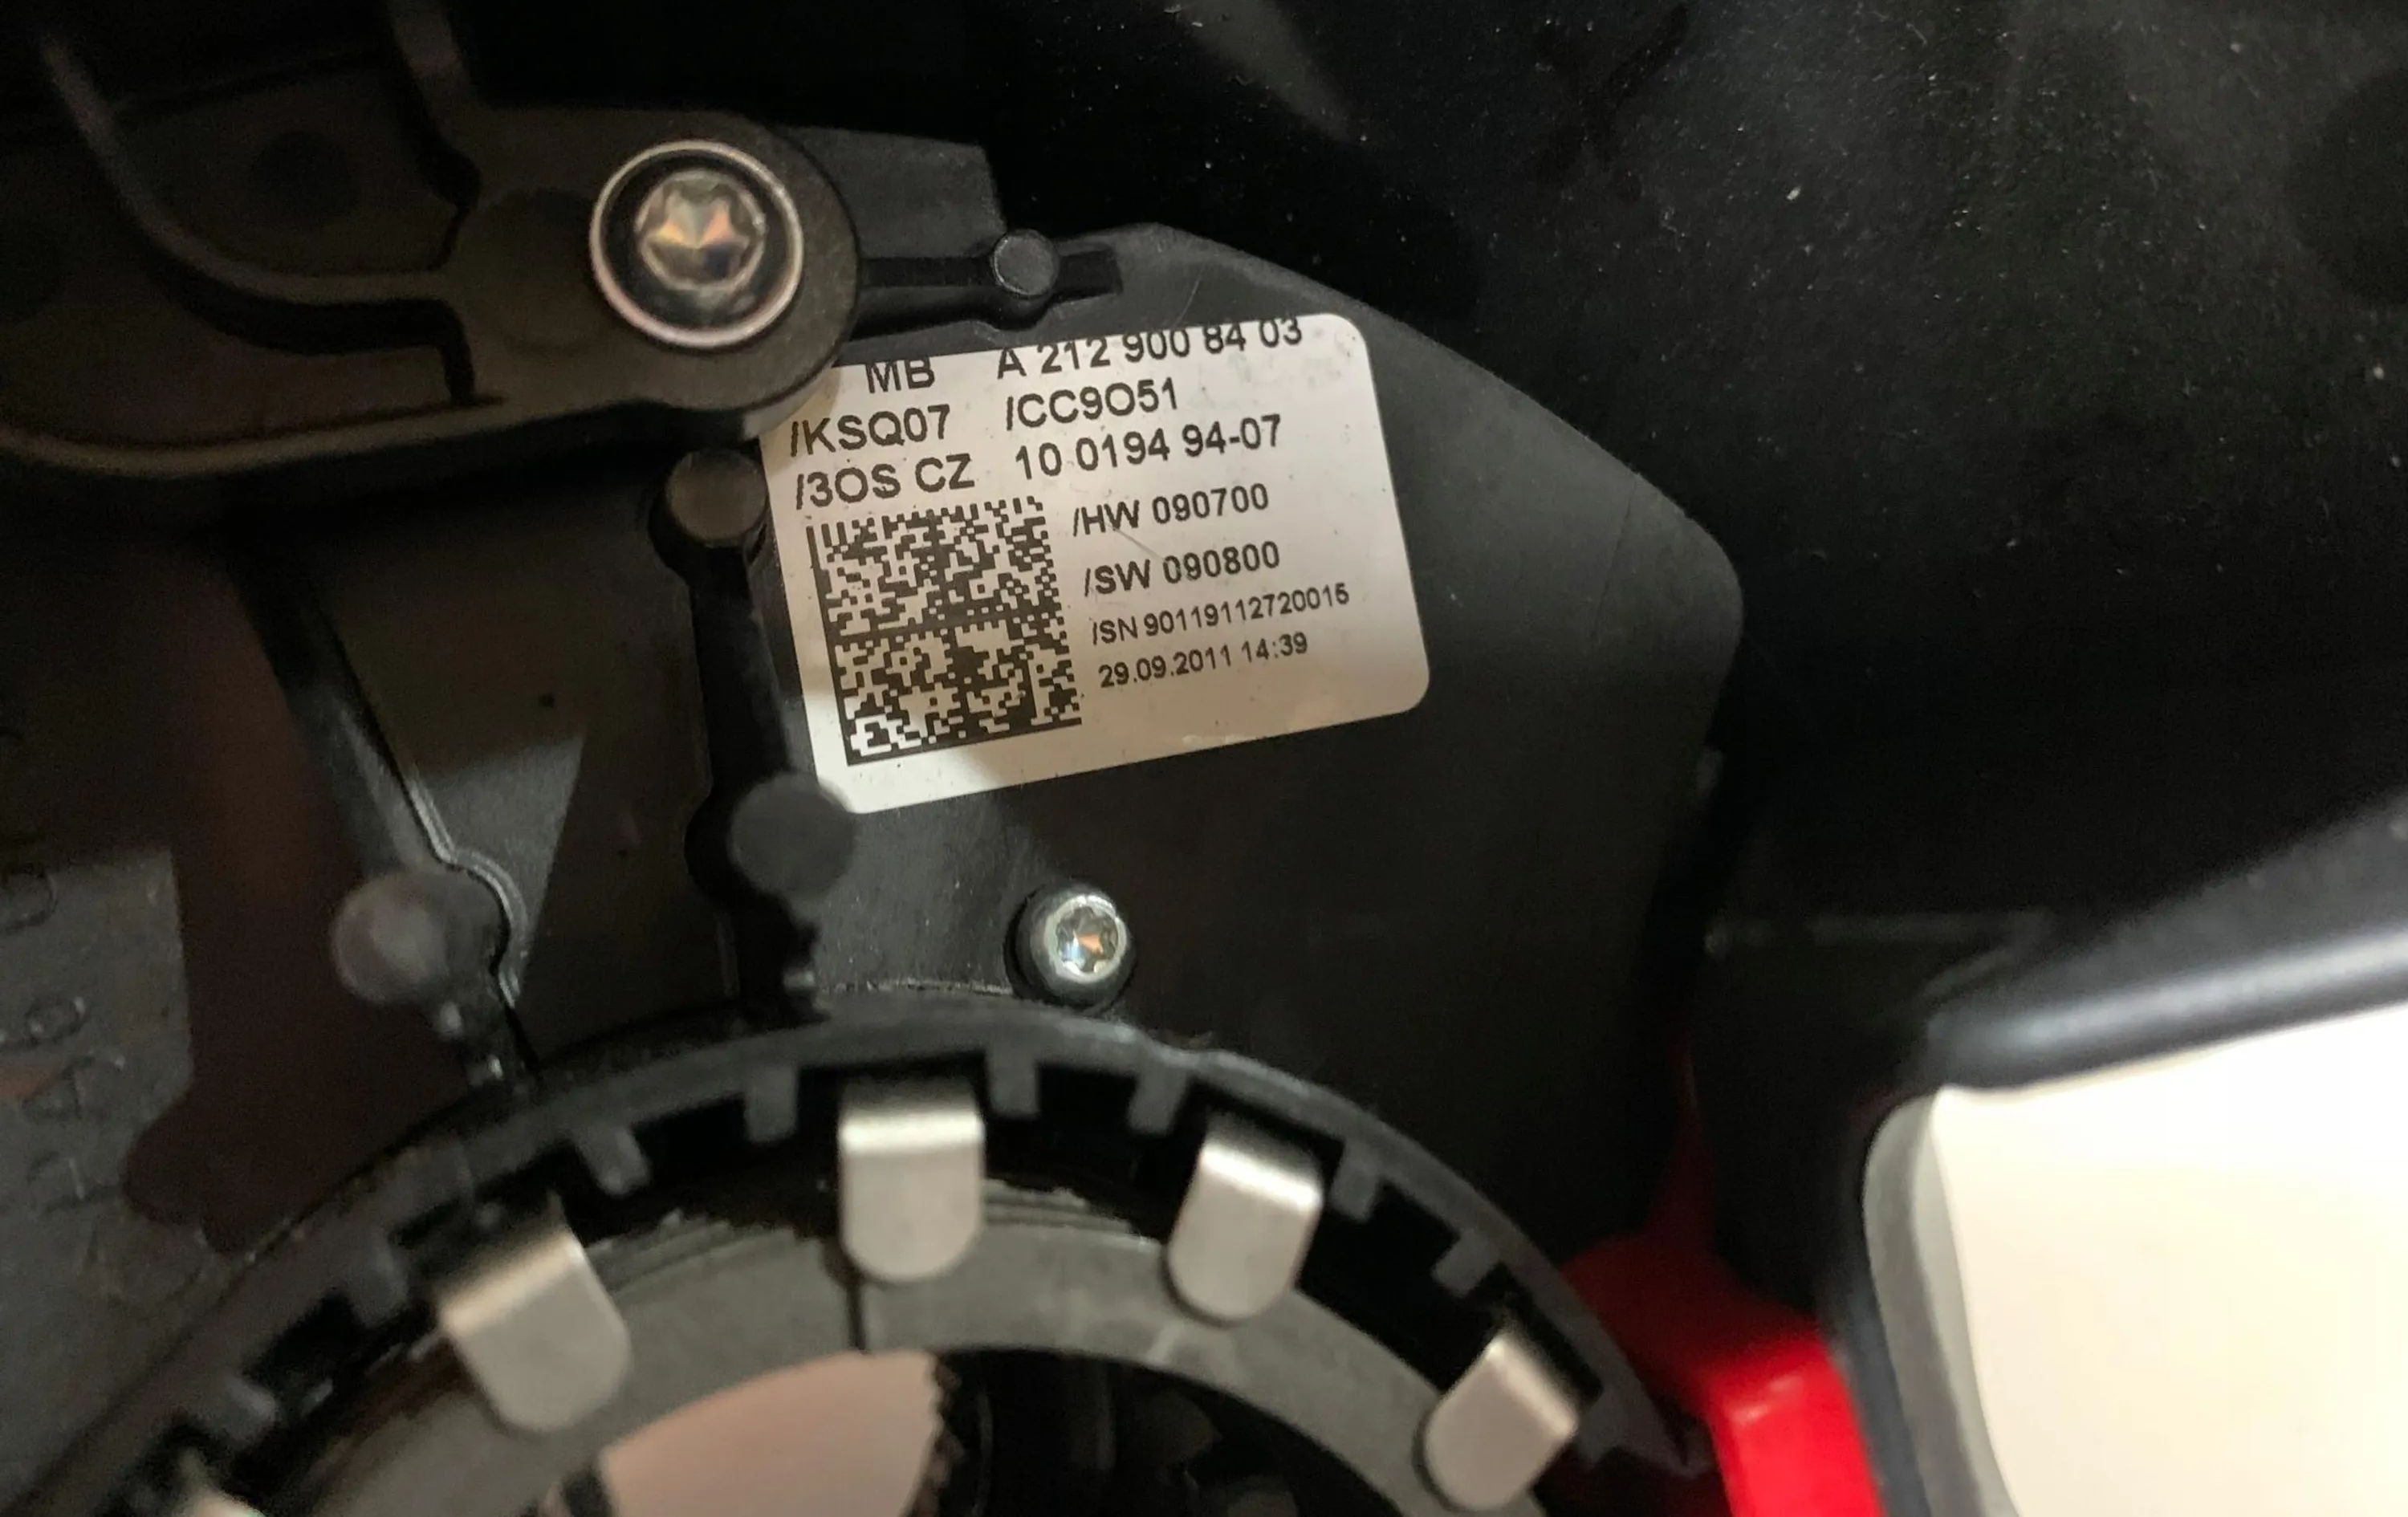 MB A 212 900 84 03
/KSQ07 /CC9O51
/3OS CZ 10 0194 94-07
/HW 090700
/SW 090800
/SN 90119112720015
29.09.2011 14:39